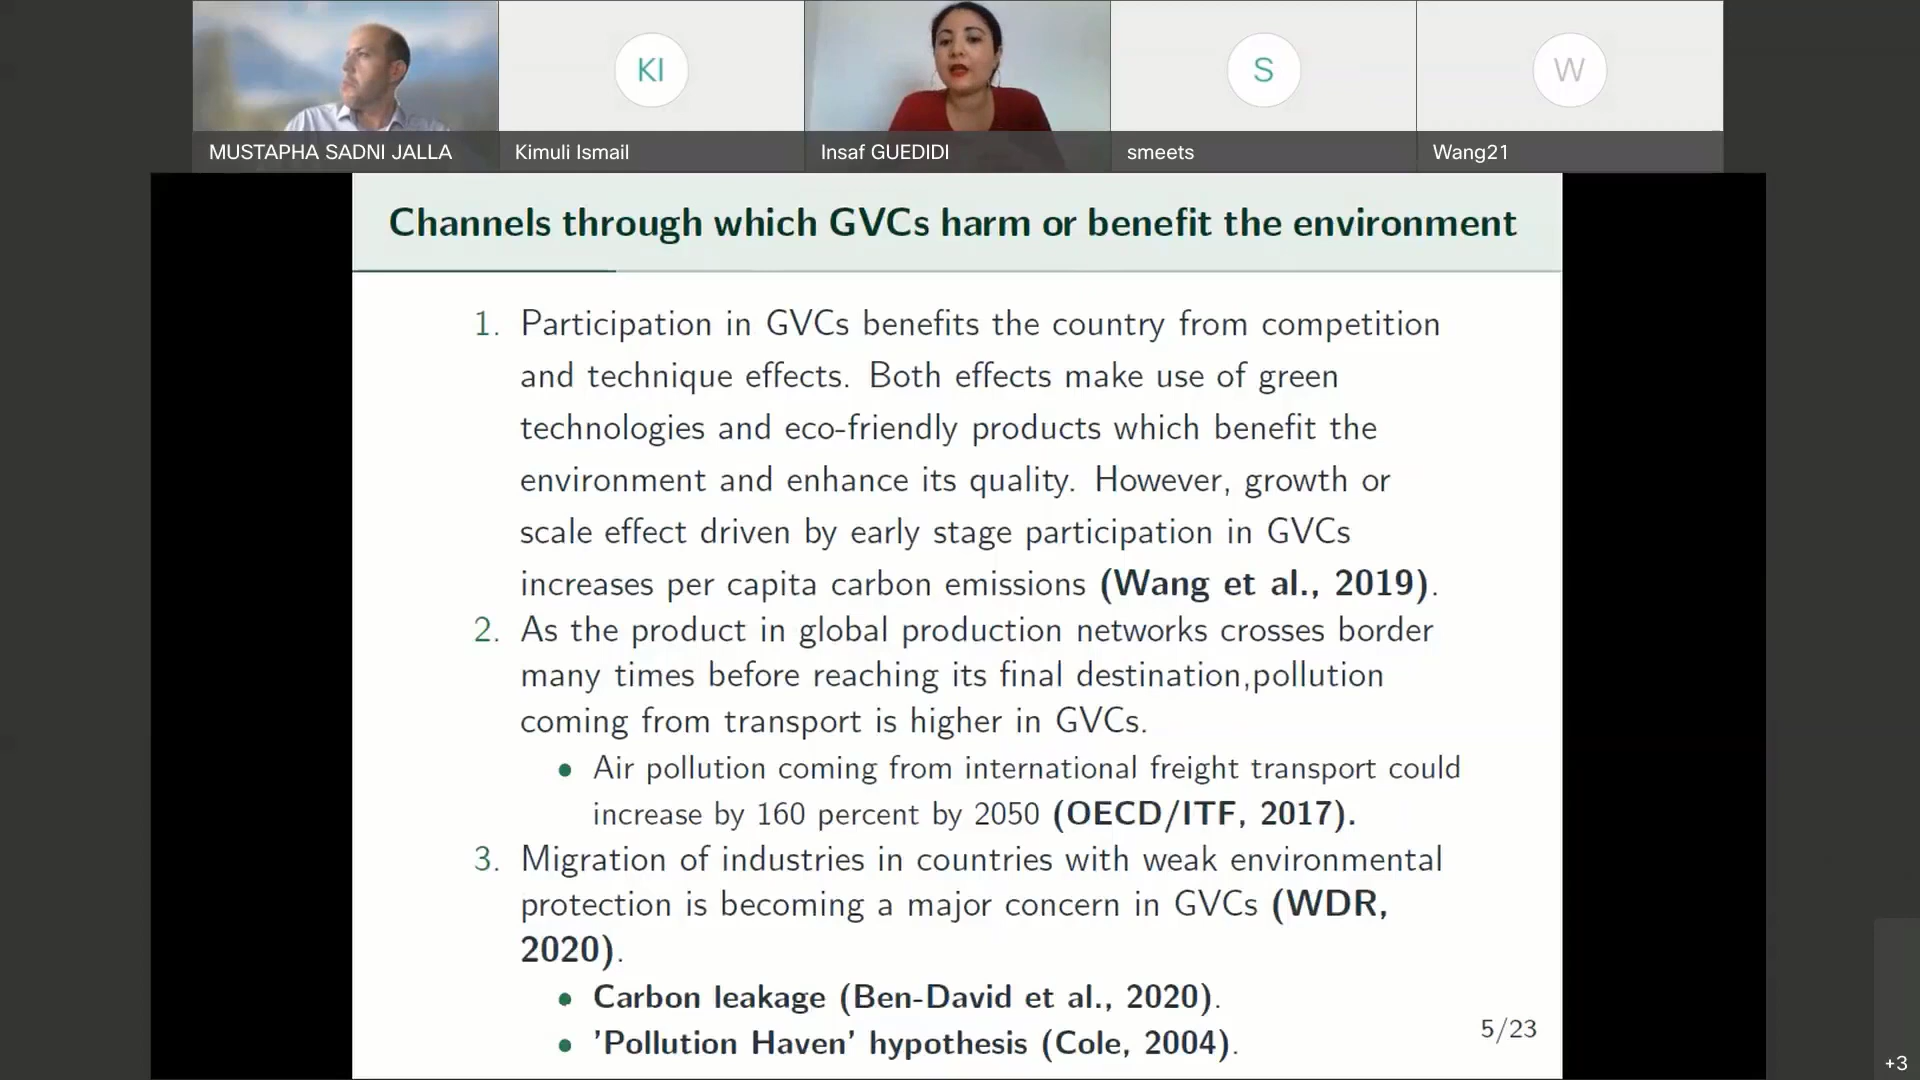 KI
S
W
MUSTAPHA SADNI JALLA
Kimuli Ismail
Insaf GUEDIDI
smeets
Wang21
Channels through which GVCs harm or benefit the environment
1. Participation in GVCs benefits the country from competition
and technique effects. Both effects make use of green
technologies and eco-friendly products which benefit the
environment and enhance its quality. However, growth or
scale effect driven by early stage participation in GVCs
increases per capita carbon emissions (Wang et al., 2019).
2. As the product in global production networks crosses border
many times before reaching its final destination,pollution
coming from transport is higher in GVCs.
• Air pollution coming from international freight transport could
increase by 160 percent by 2050 (OECD/ITF, 2017).
3. Migration of industries in countries with weak environmental
protection is becoming a major concern in GVCs (WDR,
2020).
• Carbon leakage (Ben-David et al., 2020).
• 'Pollution Haven' hypothesis (Cole, 2004).
5/23
+3